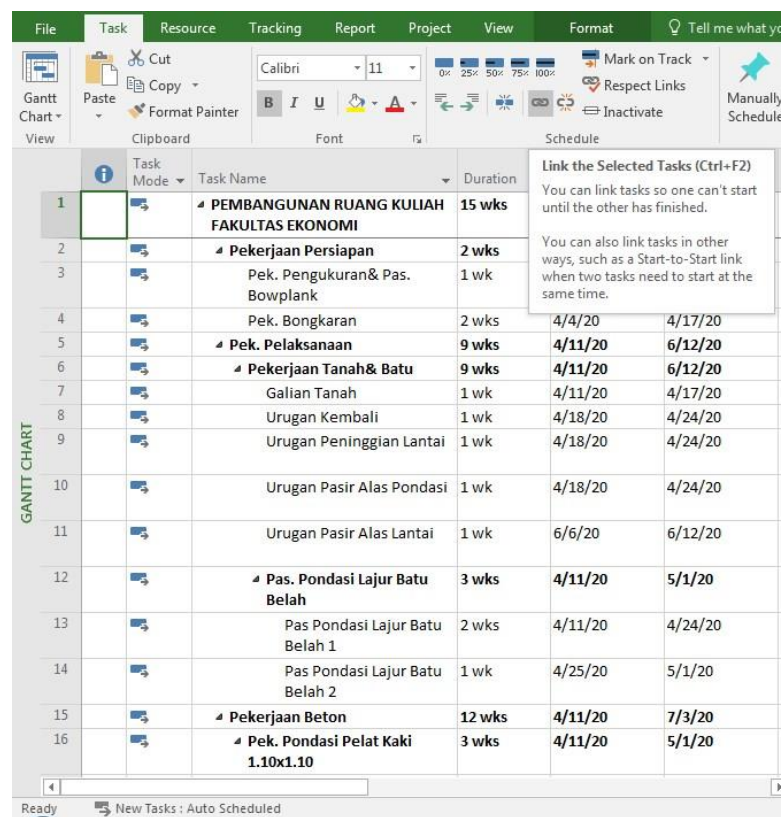 File Task Resource Tracking Report Project View Format Tell me what yo
Cut
Copy
Format Painter
Paste
Gantt
Chart
Calibri 11
B I U A
0% 25% 50% 75% 100%
Mark on Track
Respect Links
Inactivate
Manually
Schedule
View Clipboard Font Schedule
Task Mode Task Name Duration
Link the Selected Tasks (Ctrl+F2)
You can link tasks so one can't start
until the other has finished.
You can also link tasks in other
ways, such as a Start-to-Start link
when two tasks need to start at the
same time.
GANTT CHART
1 PEMBANGUNAN RUANG KULIAH 15 wks
FAKULTAS EKONOMI
2 Pekerjaan Persiapan 2 wks
3 Pek. Pengukuran& Pas. 1 wk
Bowplank
4 Pek. Bongkaran 2 wks 4/4/20 4/17/20
5 Pek. Pelaksanaan 9 wks 4/11/20 6/12/20
6 Pekerjaan Tanah& Batu 9 wks 4/11/20 6/12/20
7 Galian Tanah 1 wk 4/11/20 4/17/20
8 Urugan Kembali 1 wk 4/18/20 4/24/20
9 Urugan Peninggian Lantai 1 wk 4/18/20 4/24/20
10 Urugan Pasir Alas Pondasi 1 wk 4/18/20 4/24/20
11 Urugan Pasir Alas Lantai 1 wk 6/6/20 6/12/20
12 Pas. Pondasi Lajur Batu 3 wks 4/11/20 5/1/20
Belah
13 Pas Pondasi Lajur Batu 2 wks 4/11/20 4/24/20
Belah 1
14 Pas Pondasi Lajur Batu 1 wk 4/25/20 5/1/20
Belah 2
15 Pekerjaan Beton 12 wks 4/11/20 7/3/20
16 Pek. Pondasi Pelat Kaki 3 wks 4/11/20 5/1/20
1.10x1.10
Ready New Tasks : Auto Scheduled